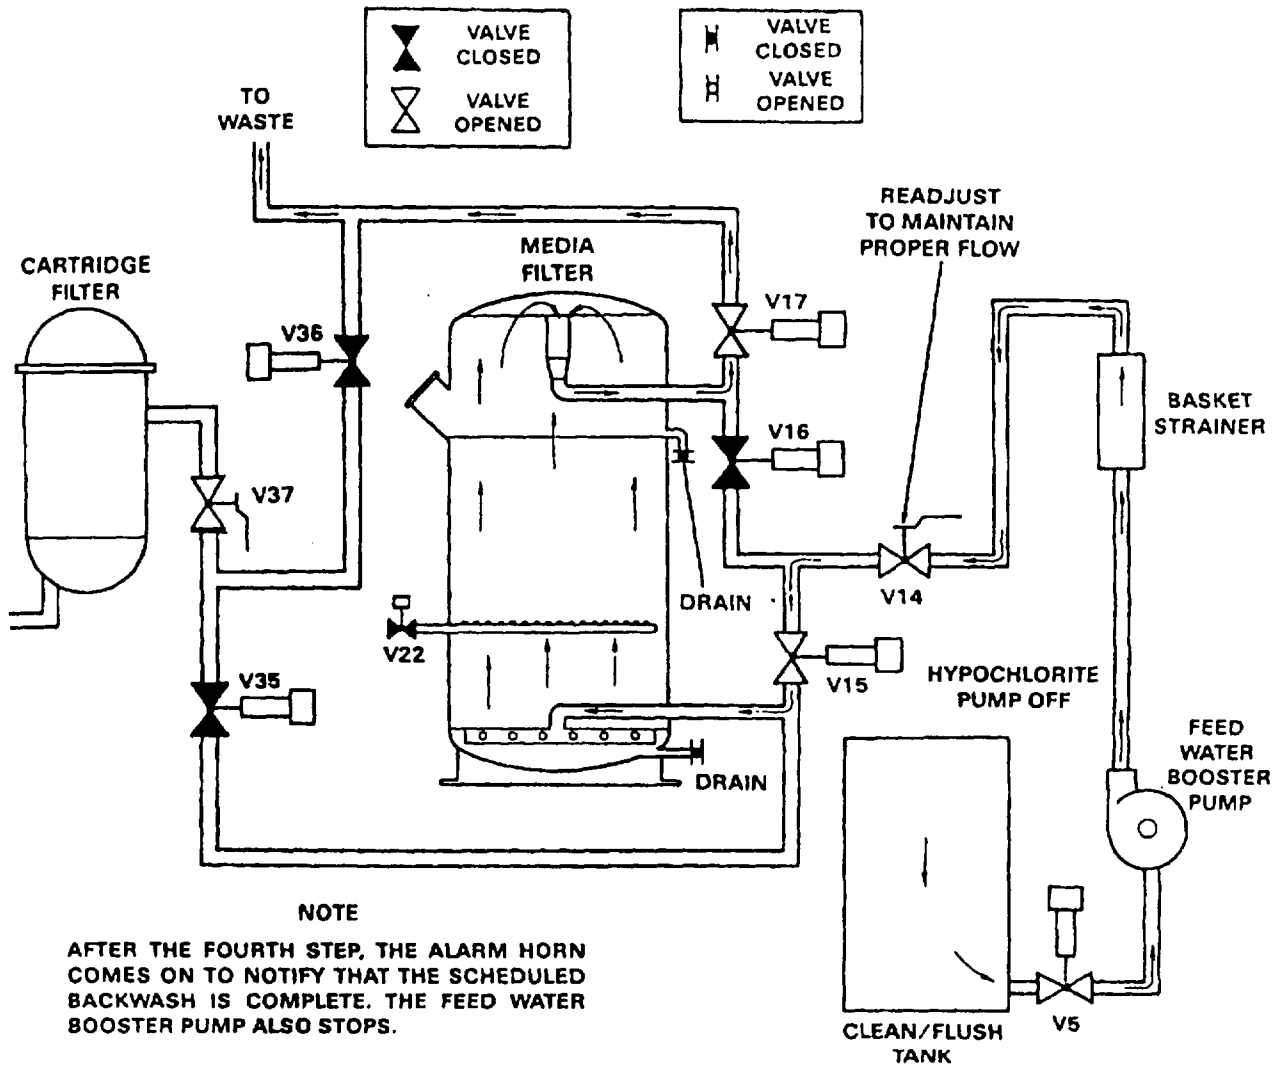 VALVE
CLOSED
VALVE
OPENED
VALVE
CLOSED
VALVE
OPENED
TO
WASTE
READJUST
TO MAINTAIN
PROPER FLOW
CARTRIDGE
FILTER
MEDIA
FILTER
V17
V36
V16
BASKET
STRAINER
V37
DRAIN
V14
V22
V35
V15
HYPOCHLORITE
PUMP OFF
FEED
WATER
BOOSTER
PUMP
DRAIN
NOTE
AFTER THE FOURTH STEP, THE ALARM HORN
COMES ON TO NOTIFY THAT THE SCHEDULED
BACKWASH IS COMPLETE. THE FEED WATER
BOOSTER PUMP ALSO STOPS.
V5
CLEAN/FLUSH
TANK